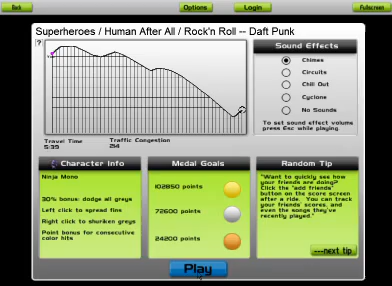 Back
Options
Login
Fullscreen
Superheroes / Human After All / Rock'n Roll -- Daft Punk
?
Sound Effects
Chimes
Circuits
Chill Out
Cyclone
No Sounds
To set sound effect volume
press Esc while playing.
Travel Time
5:39
Traffic Congestion
214
Character Info
Ninja Mono
30% bonus: dodge all greys
Left click to spread fins
Right click to shuriken greys
Point bonus for consecutive
color hits
Medal Goals
102850 points
72600 points
24200 points
Random Tip
"Want to quickly see how
your friends are doing?
Click the "add friends"
button on the score screen
after a ride. You can track
your friends' scores, and
even the songs they've
recently played."
---next tip
Play